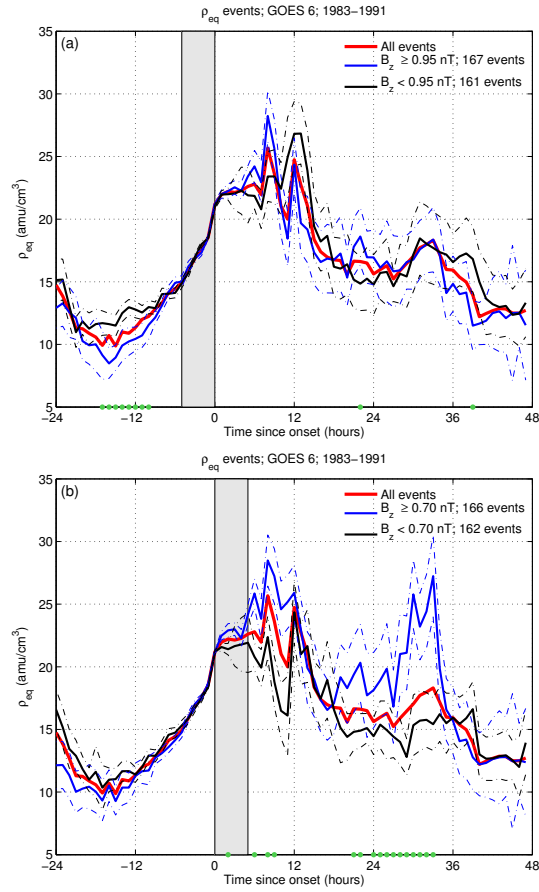 ρeq events; GOES 6; 1983−1991
(a)
All events
Bz ≥ 0.95 nT; 167 events
Bz < 0.95 nT; 161 events
35
30
25
20
15
10
5
ρeq (amu/cm³)
−24 −12 0 12 24 36 48
Time since onset (hours)
ρeq events; GOES 6; 1983−1991
(b)
All events
Bz ≥ 0.70 nT; 166 events
Bz < 0.70 nT; 162 events
35
30
25
20
15
10
5
ρeq (amu/cm³)
−24 −12 0 12 24 36 48
Time since onset (hours)